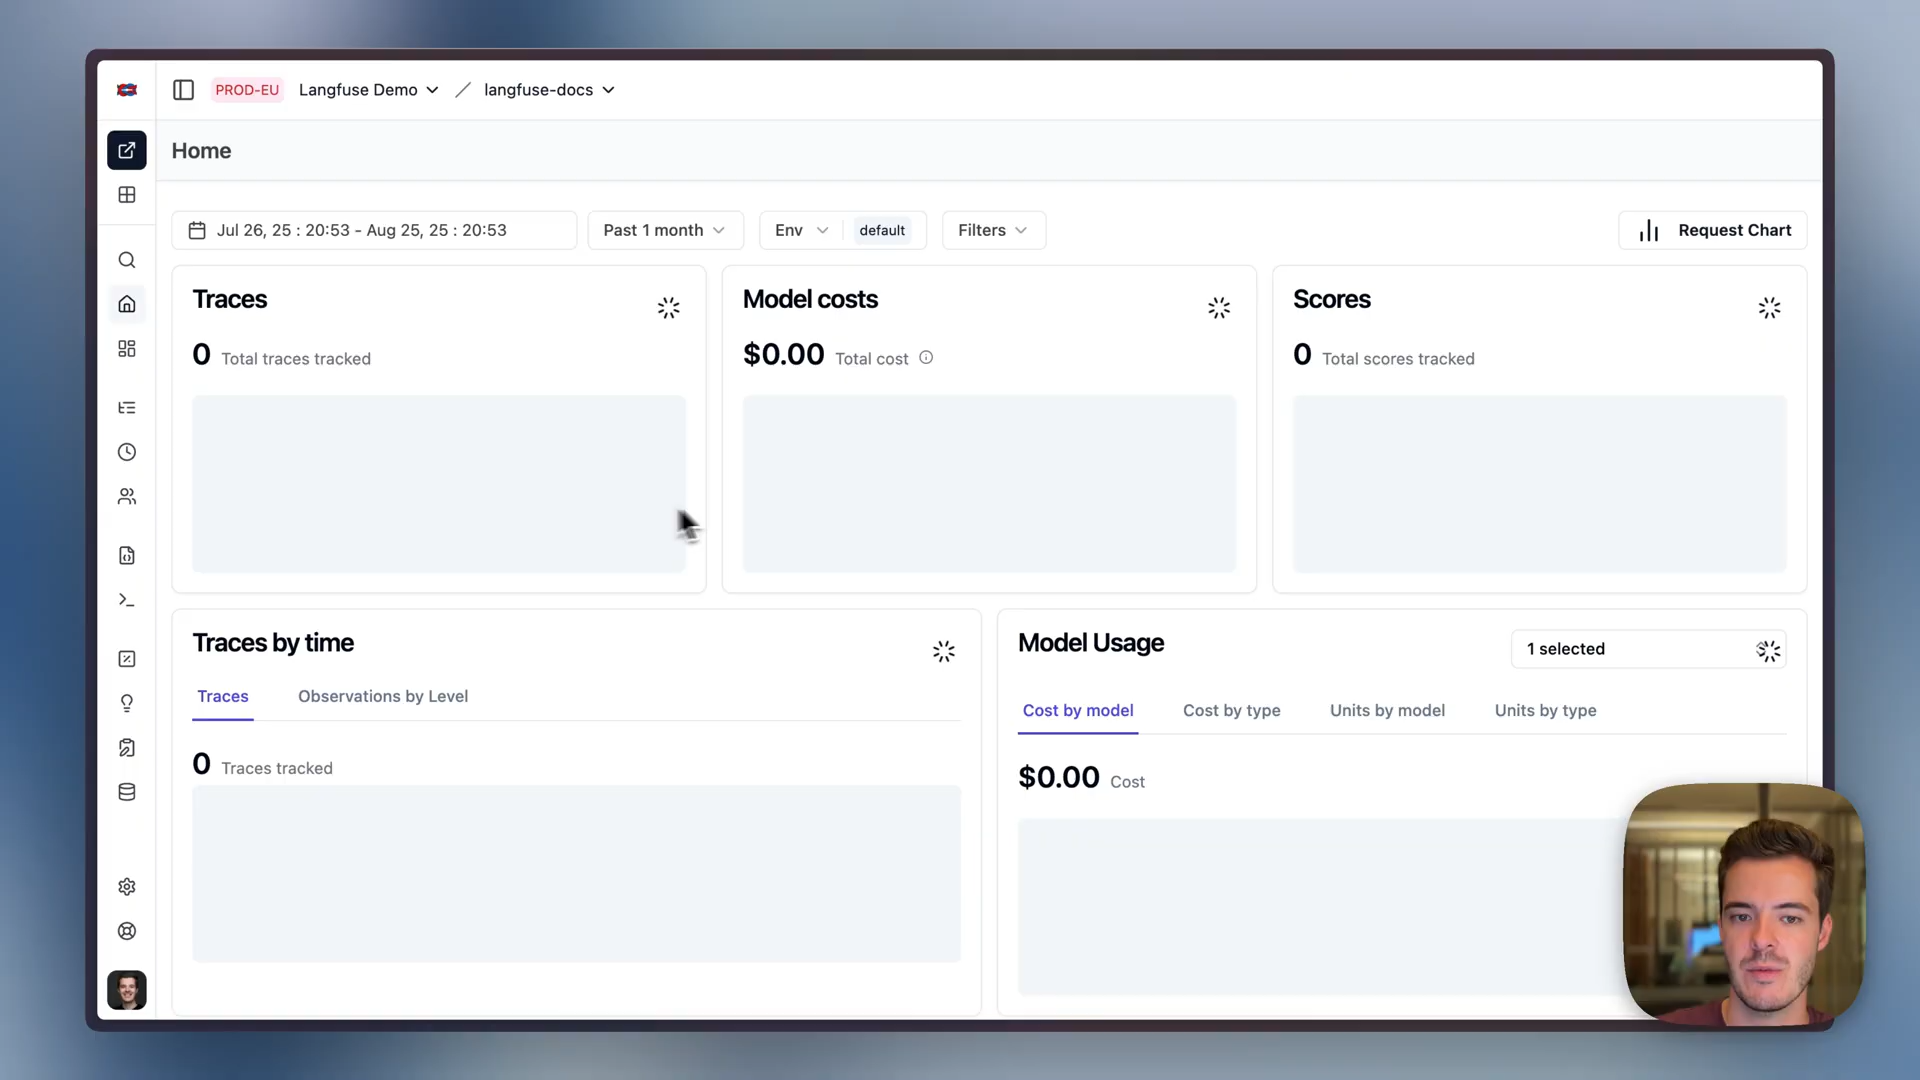 PROD-EU Langfuse Demo langfuse-docs
Home
Jul 26, 25 : 20:53 - Aug 25, 25 : 20:53 Past 1 month Env default Filters Request Chart
Traces
0 Total traces tracked
Model costs
$0.00 Total cost
Scores
0 Total scores tracked
Traces by time
Traces Observations by Level
0 Traces tracked
Model Usage
1 selected
Cost by model Cost by type Units by model Units by type
$0.00 Cost